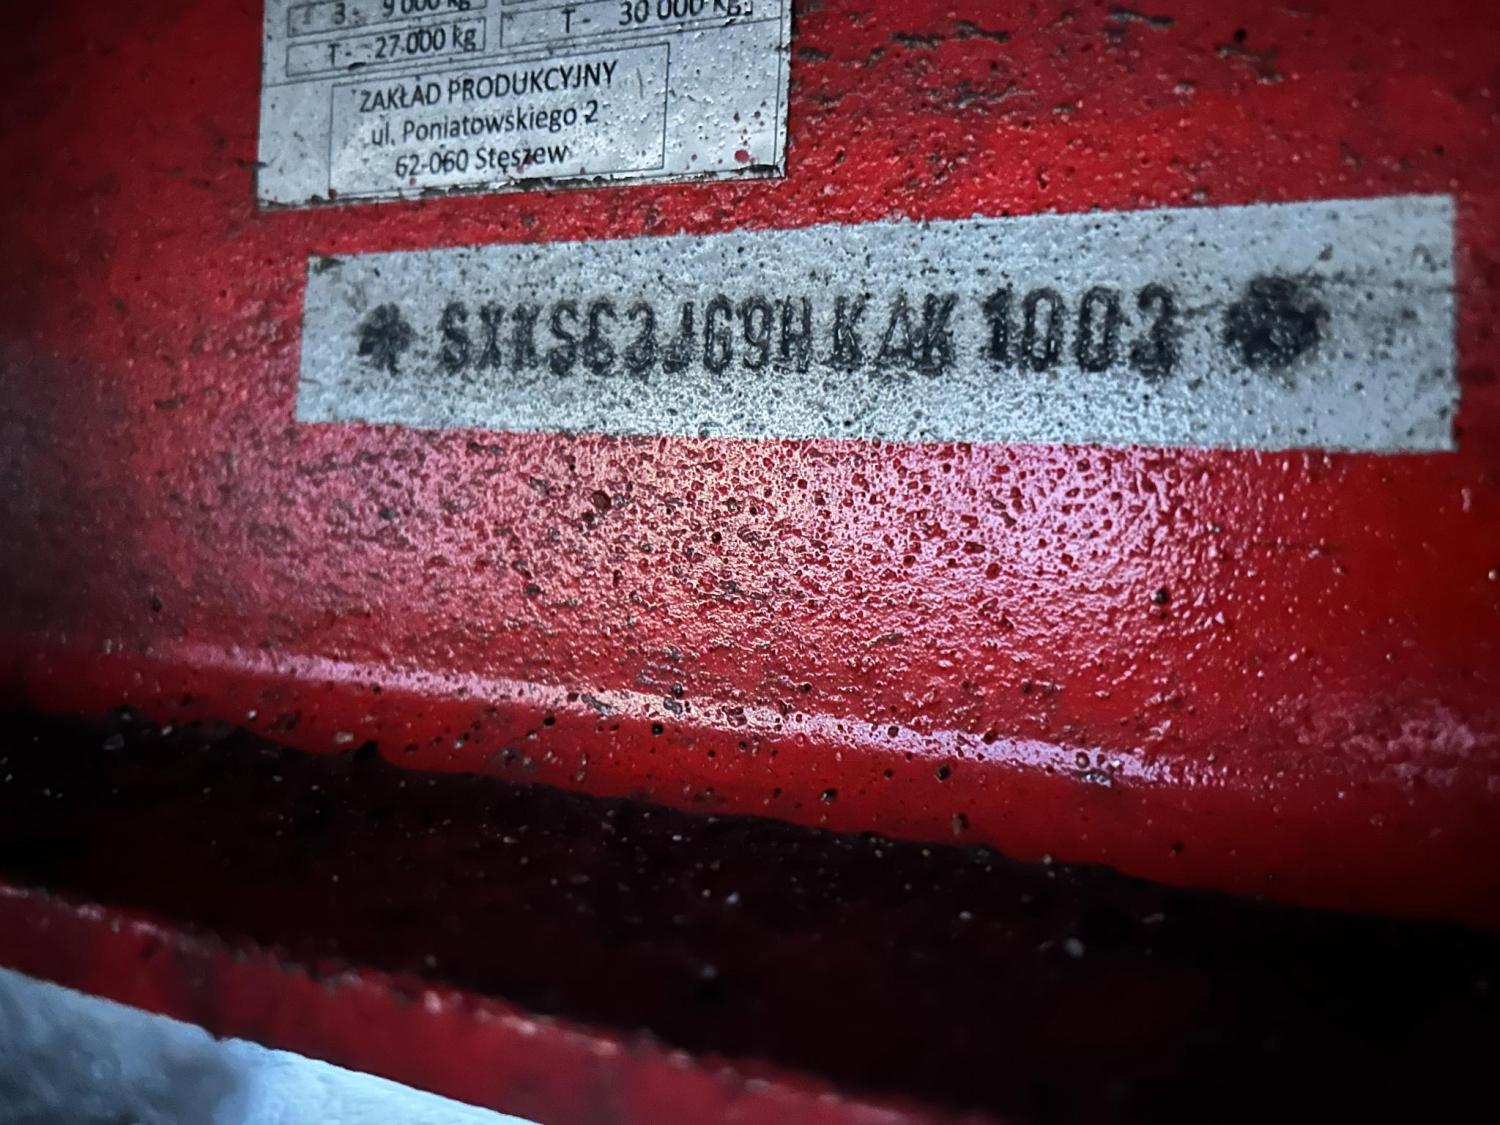 T 3- 9 000 kg
T - 27 000 kg
T - 30 000 kg
ZAKŁAD PRODUKCYJNY
ul. Poniatowskiego 2
62-060 Stęszew
* SXKS63JG9HKAK1003 *